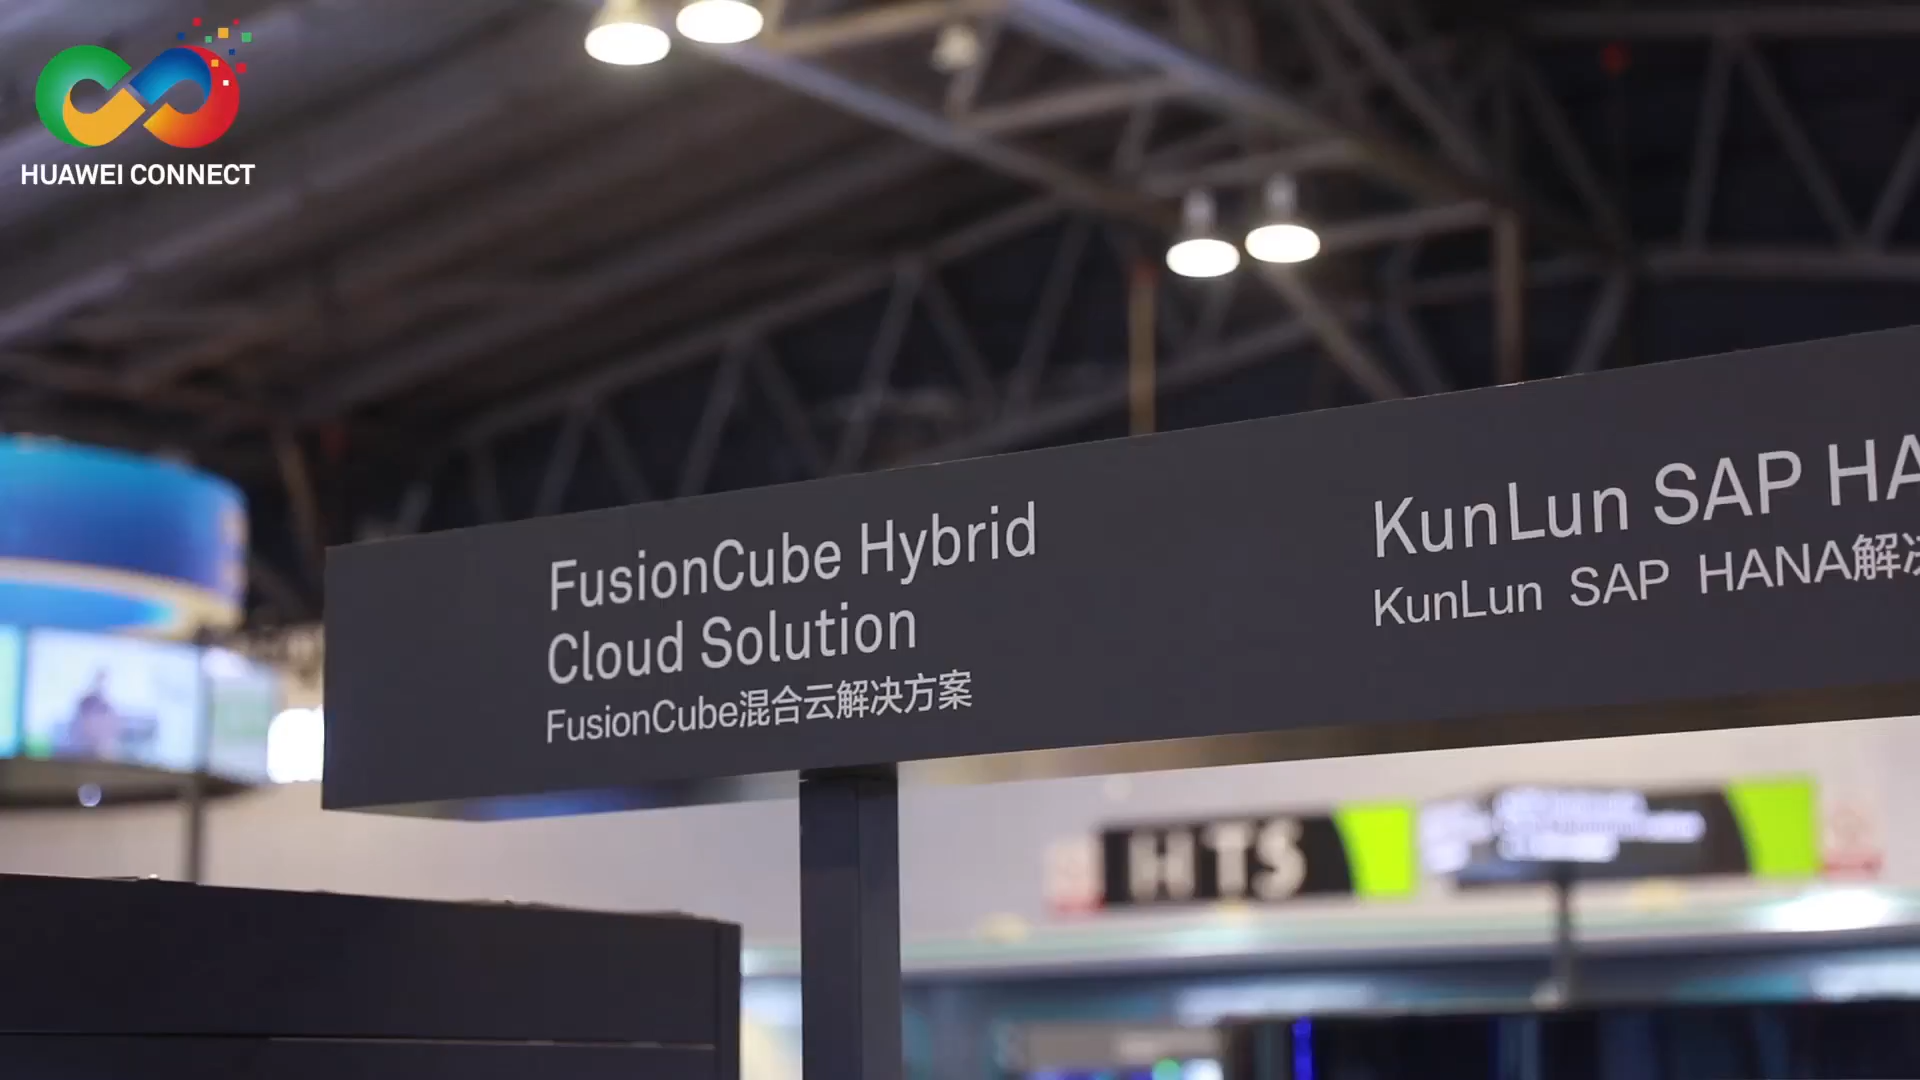 HUAWEI CONNECT
FusionCube Hybrid
Cloud Solution
FusionCube混合云解决方案
KunLun SAP HA
KunLun SAP HANA解决
HTS